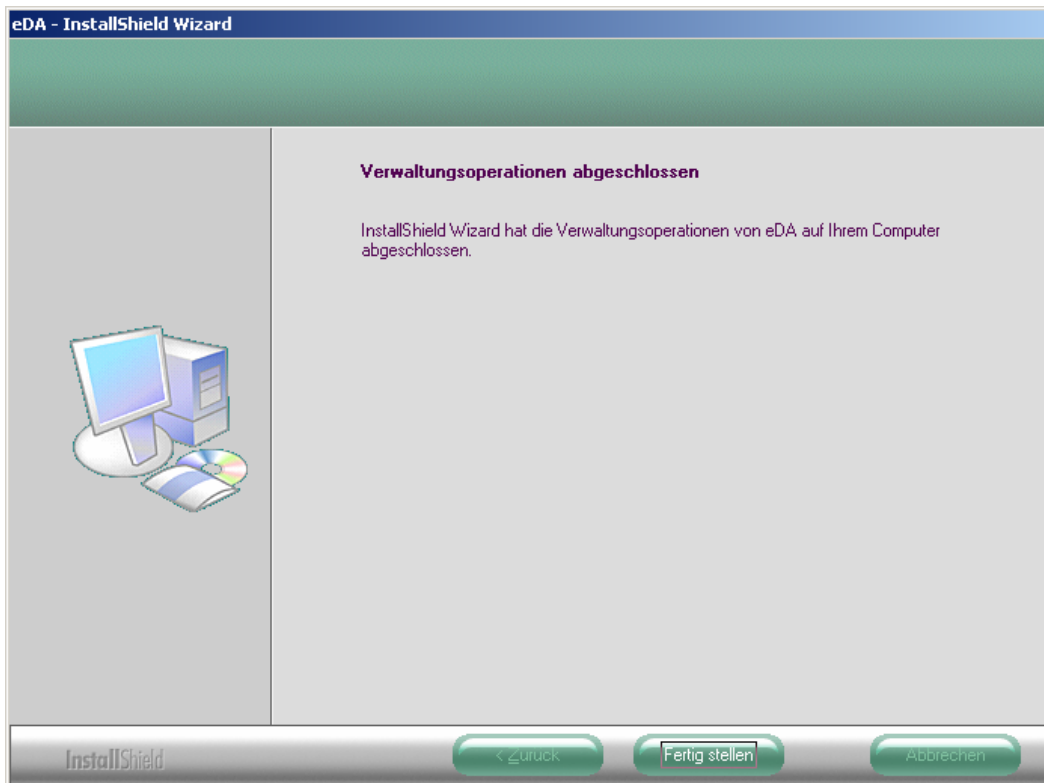 eDA - InstallShield Wizard
Verwaltungsoperationen abgeschlossen
InstallShield Wizard hat die Verwaltungsoperationen von eDA auf Ihrem Computer
abgeschlossen.
InstallShield
< Zurück
Fertig stellen
Abbrechen